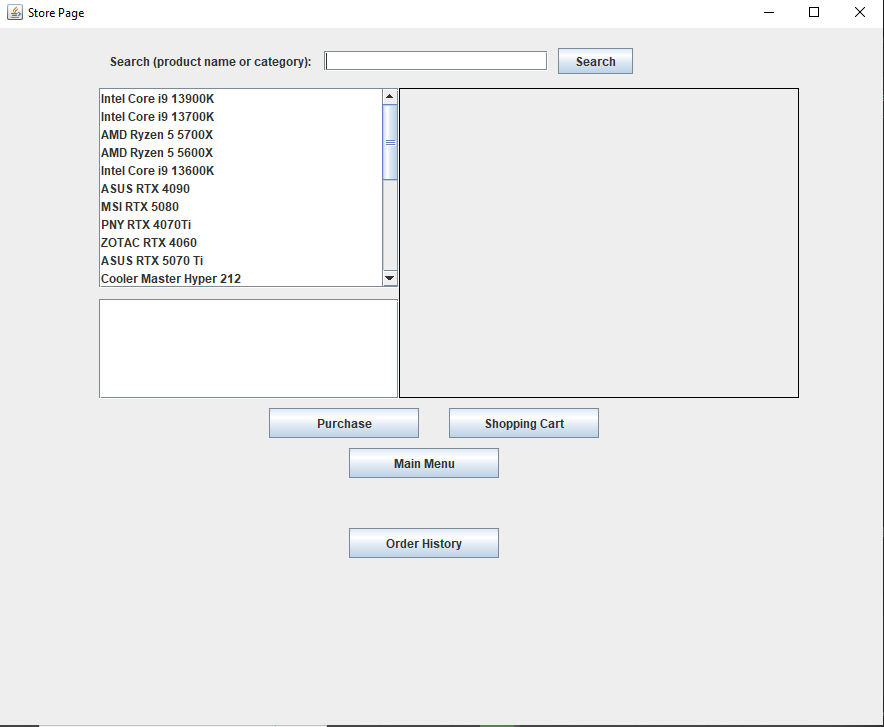 Store Page
Search (product name or category):
Search
Intel Core i9 13900K
Intel Core i9 13700K
AMD Ryzen 5 5700X
AMD Ryzen 5 5600X
Intel Core i9 13600K
ASUS RTX 4090
MSI RTX 5080
PNY RTX 4070Ti
ZOTAC RTX 4060
ASUS RTX 5070 Ti
Cooler Master Hyper 212
Purchase
Shopping Cart
Main Menu
Order History